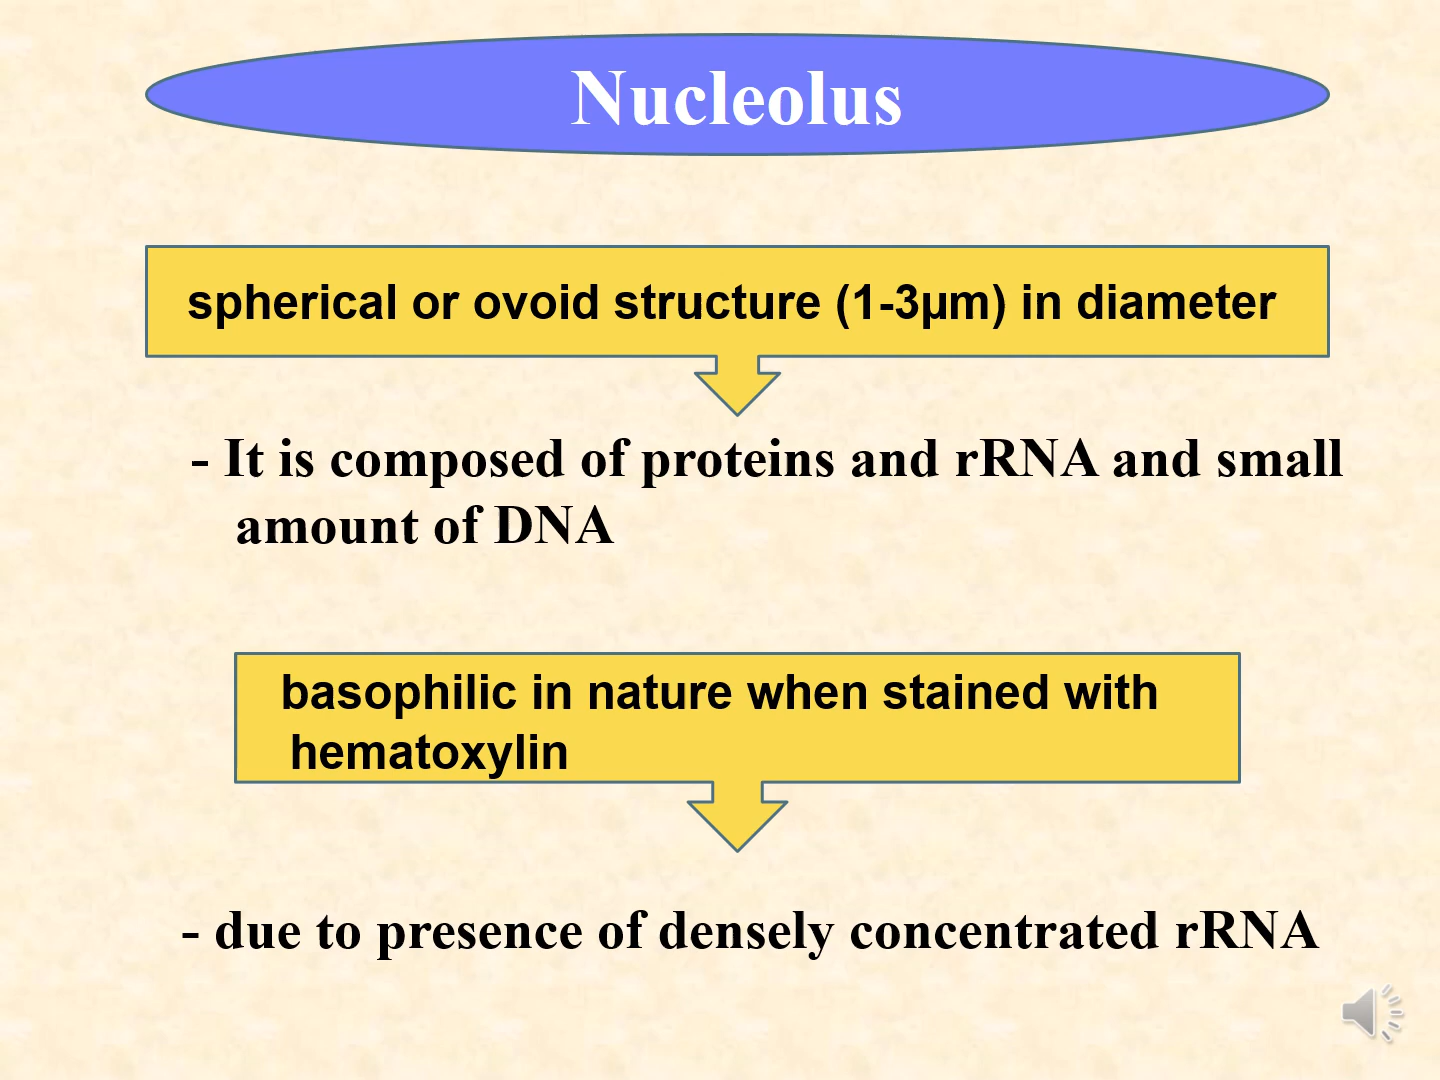 Nucleolus
spherical or ovoid structure (1-3µm) in diameter
- It is composed of proteins and rRNA and small
amount of DNA
basophilic in nature when stained with
hematoxylin
- due to presence of densely concentrated rRNA